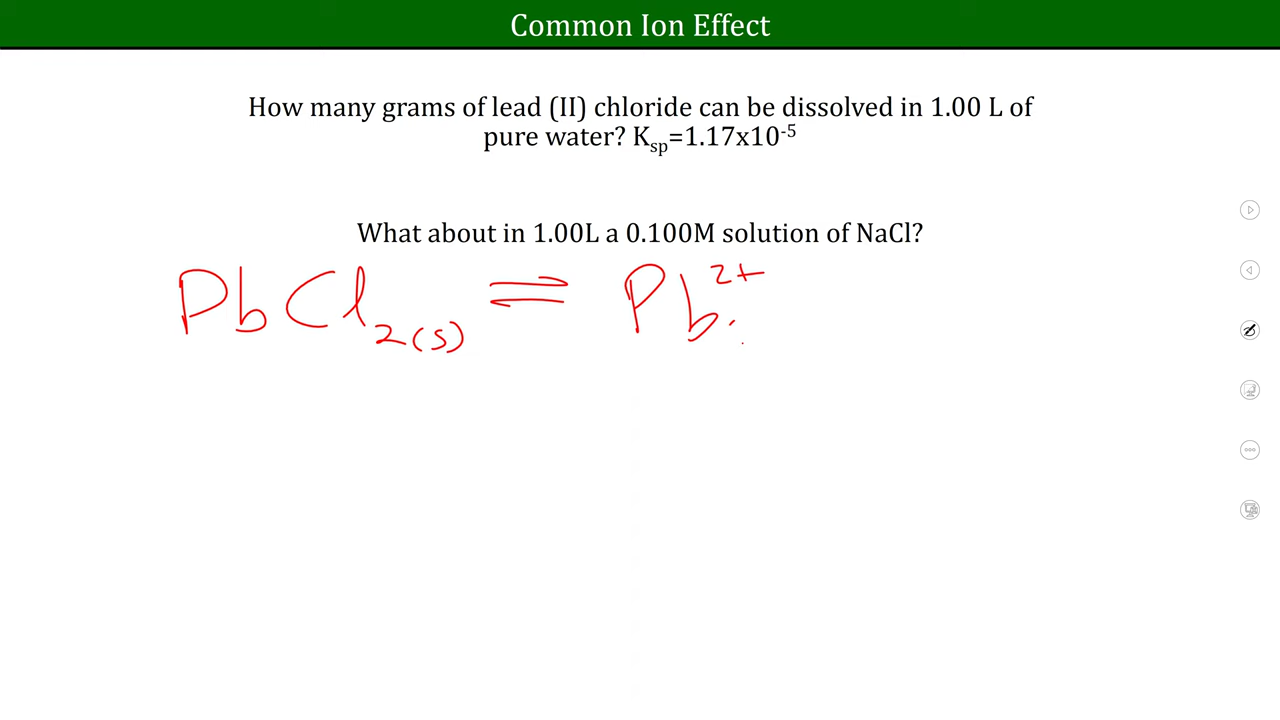 Common Ion Effect
How many grams of lead (II) chloride can be dissolved in 1.00 L of
pure water? Ksp=1.17x10-5
What about in 1.00L a 0.100M solution of NaCl?
PbCl2(s) ⇌ Pb2+